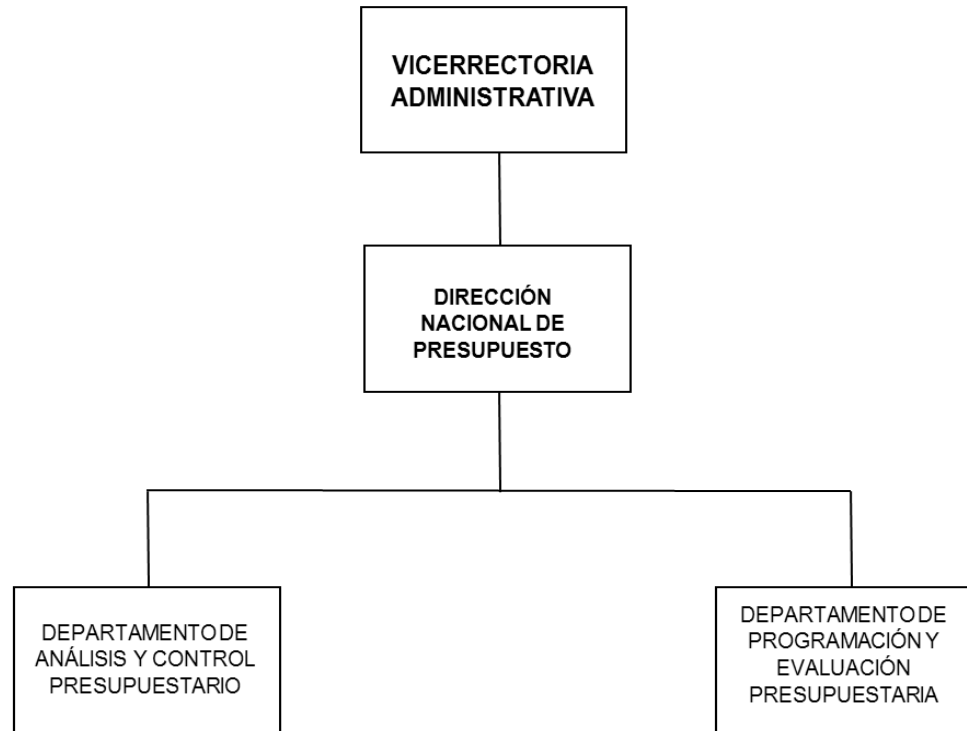 VICERRECTORIA
ADMINISTRATIVA
DIRECCIÓN
NACIONAL DE
PRESUPUESTO
DEPARTAMENTO DE
ANÁLISIS Y CONTROL
PRESUPUESTARIO
DEPARTAMENTO DE
PROGRAMACIÓN Y
EVALUACIÓN
PRESUPUESTARIA